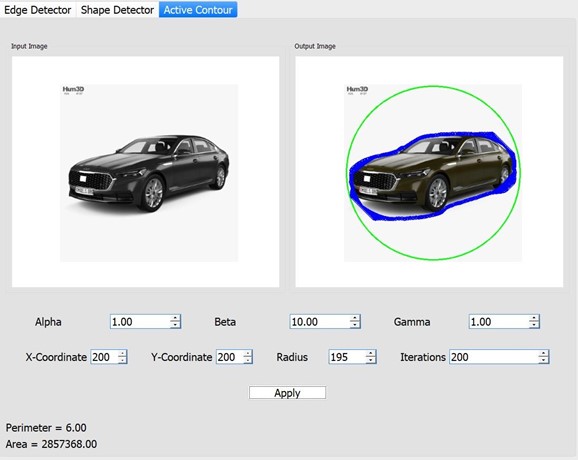 Edge Detector Shape Detector Active Contour
Input Image Output Image
Hum3D Hum3D
Alpha 1.00 Beta 10.00 Gamma 1.00
X-Coordinate 200 Y-Coordinate 200 Radius 195 Iterations 200
Apply
Perimeter = 6.00
Area = 2857368.00